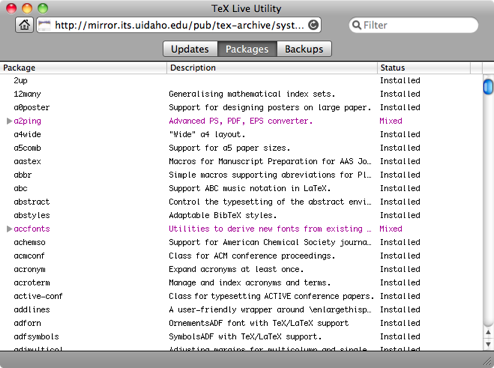 TeX Live Utility
http://mirror.its.uidaho.edu/pub/tex-archive/syst… Filter
Updates Packages Backups
Package Description Status
2up Installed
12many Generalising mathematical index sets. Installed
a0poster Support for designing posters on large paper. Installed
a2ping Advanced PS, PDF, EPS converter. Mixed
a4wide "Wide" a4 layout. Installed
a5comb Support for a5 paper sizes. Installed
aastex Macros for Manuscript Preparation for AAS Jo… Installed
abbr Simple macros supporting abreviations for Pl… Installed
abc Support ABC music notation in LaTeX. Installed
abstract Control the typesetting of the abstract envi… Installed
abstyles Adaptable BibTeX styles. Installed
accfonts Utilities to derive new fonts from existing … Mixed
achemso Support for American Chemical Society journa… Installed
acmconf Class for ACM conference proceedings. Installed
acronym Expand acronyms at least once. Installed
acroterm Manage and index acronyms and terms. Installed
active-conf Class for typesetting ACTIVE conference papers. Installed
addlines A user-friendly wrapper around \enlargethisp… Installed
adforn OrnementsADF font with TeX/LaTeX support Installed
adfsymbols SymbolsADF with TeX/LaTeX support. Installed
adjmulticol Adjusting margins for multicolumn and single… Installed